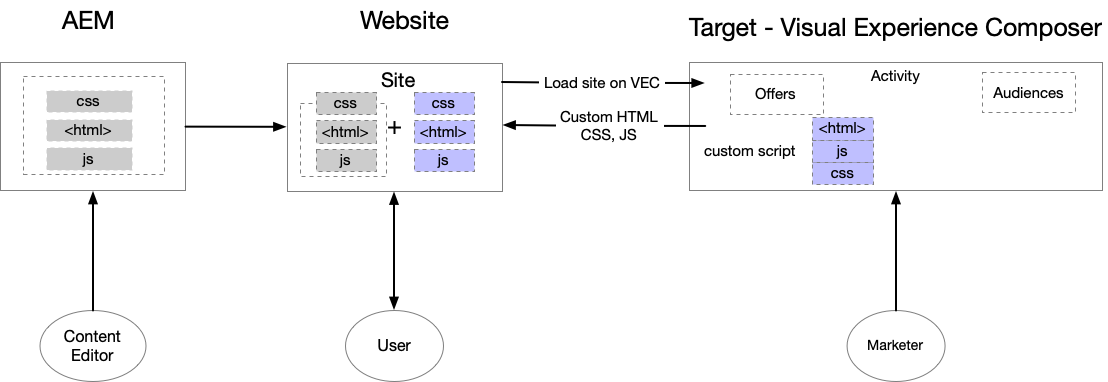 AEM
Website
Target - Visual Experience Composer
css
<html>
js
Site
css
<html>
js
+
css
<html>
js
Load site on VEC
Custom HTML
CSS, JS
Activity
Offers
Audiences
custom script
<html>
js
css
Content
Editor
User
Marketer